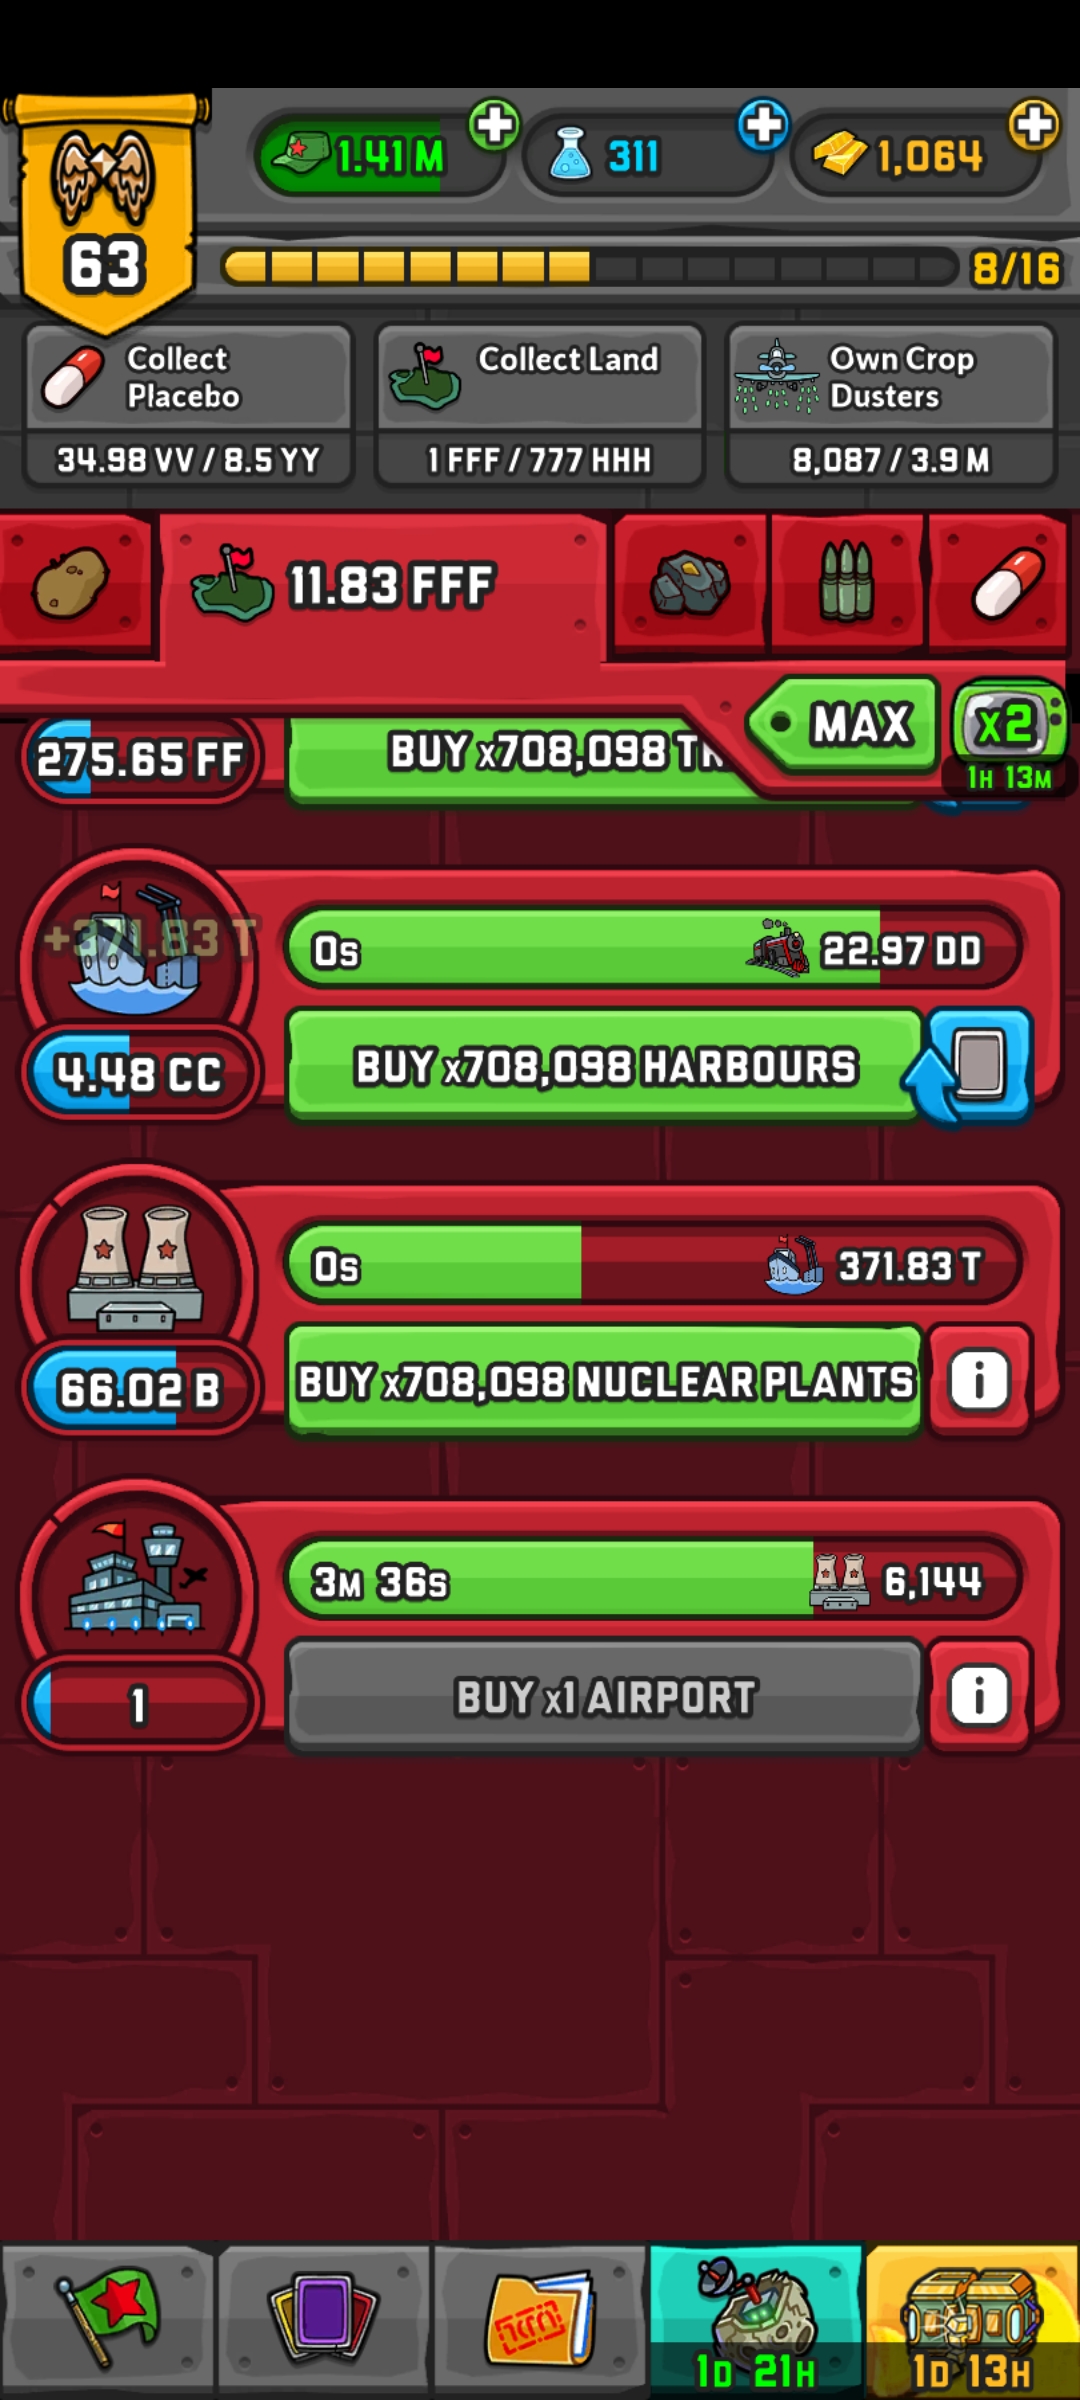 1.41 M
311
1,064
63
8/16
Collect
Placebo
34.98 VV / 8.5 YY
Collect Land
1 FFF / 777 HHH
Own Crop
Dusters
8,087 / 3.9 M
11.83 FFF
MAX
X2
1H 13M
275.65 FF
BUY x708,098
+371.83 T
0s
22.97 DD
4.48 CC
BUY x708,098 HARBOURS
0s
371.83 T
66.02 B
BUY x708,098 NUCLEAR PLANTS
i
3M 36s
6,144
1
BUY x1 AIRPORT
i
1D 21H
1D 13H